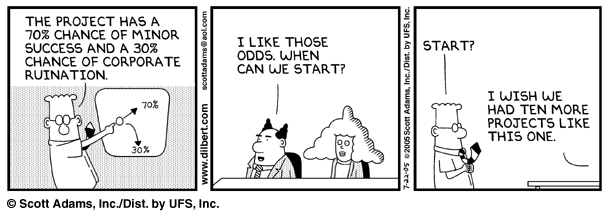 THE PROJECT HAS A
70% CHANCE OF MINOR
SUCCESS AND A 30%
CHANCE OF CORPORATE
RUINATION.
70%
30%
www.dilbert.com
scottadams@aol.com
I LIKE THOSE
ODDS. WHEN
CAN WE START?
7-22-05 ©2005 Scott Adams, Inc./Dist. by UFS, Inc.
START?
I WISH WE
HAD TEN MORE
PROJECTS LIKE
THIS ONE.
© Scott Adams, Inc./Dist. by UFS, Inc.